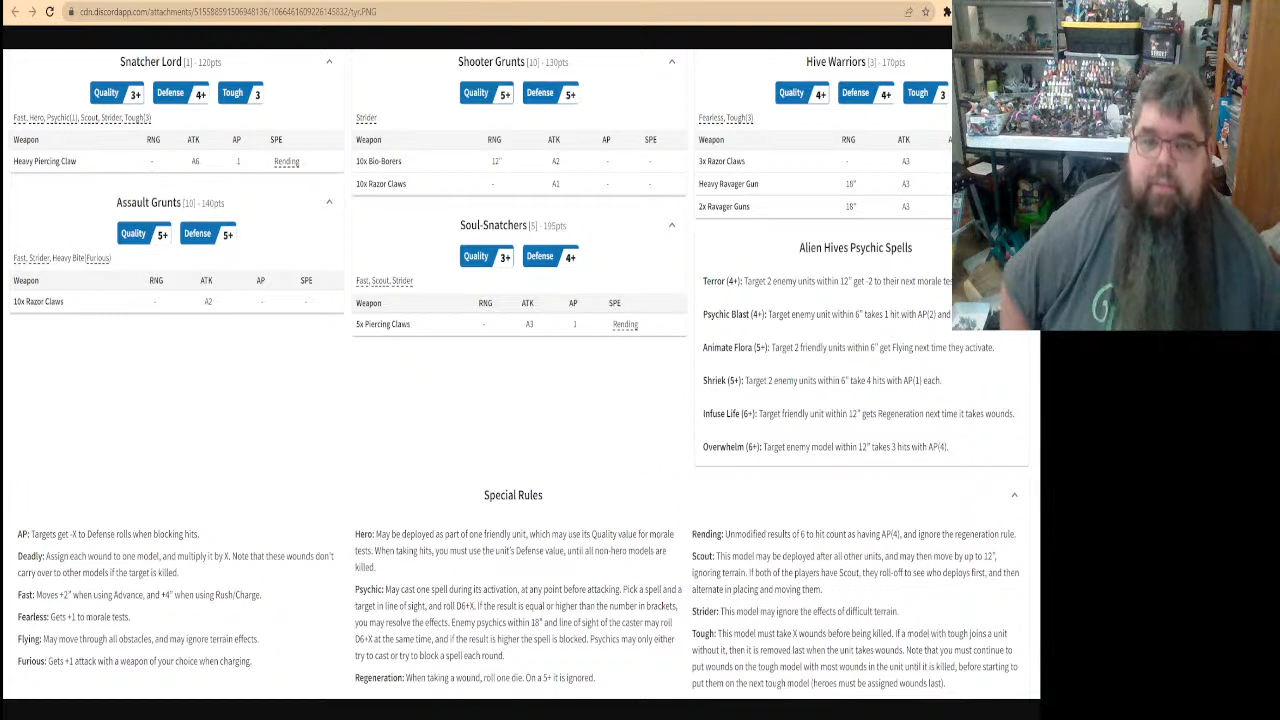 cdn.discordapp.com/attachments/515588591506948136/1066461609226145832/tyr.PNG
Snatcher Lord [1] - 120pts
Quality 3+ Defense 4+ Tough 3
Fast, Hero, Psychic(1), Scout, Strider, Tough(3)
Weapon RNG ATK AP SPE
Heavy Piercing Claw - A6 1 Rending
Assault Grunts [10] - 140pts
Quality 5+ Defense 5+
Fast, Strider, Heavy Bite(Furious)
Weapon RNG ATK AP SPE
10x Razor Claws - A2 - -
Shooter Grunts [10] - 130pts
Quality 5+ Defense 5+
Strider
Weapon RNG ATK AP SPE
10x Bio-Borers 12" A2 - -
10x Razor Claws - A1 - -
Soul-Snatchers [5] - 195pts
Quality 3+ Defense 4+
Fast, Scout, Strider
Weapon RNG ATK AP SPE
5x Piercing Claws - A3 1 Rending
Hive Warriors [3] - 170pts
Quality 4+ Defense 4+ Tough 3
Fearless, Tough(3)
Weapon RNG ATK
3x Razor Claws - A3
Heavy Ravager Gun 18" A3
2x Ravager Guns 18" A3
Alien Hives Psychic Spells
Terror (4+): Target 2 enemy units within 12" get -2 to their next morale
Psychic Blast (4+): Target enemy unit within 6" takes 1 hit with AP(2) and
Animate Flora (5+): Target 2 friendly units within 6" get Flying next time they activate.
Shriek (5+): Target 2 enemy units within 6" take 4 hits with AP(1) each.
Infuse Life (6+): Target friendly unit within 12" gets Regeneration next time it takes wounds.
Overwhelm (6+): Target enemy model within 12" takes 3 hits with AP(4).
Special Rules
AP: Targets get -X to Defense rolls when blocking hits.
Deadly: Assign each wound to one model, and multiply it by X. Note that these wounds don't
carry over to other models if the target is killed.
Fast: Moves +2" when using Advance, and +4" when using Rush/Charge.
Fearless: Gets +1 to morale tests.
Flying: May move through all obstacles, and may ignore terrain effects.
Furious: Gets +1 attack with a weapon of your choice when charging.
Hero: May be deployed as part of one friendly unit, which may use its Quality value for morale
tests. When taking hits, you must use the unit's Defense value, until all non-hero models are
killed.
Psychic: May cast one spell during its activation, at any point before attacking. Pick a spell and a
target in line of sight, and roll D6+X. If the result is equal or higher than the number in brackets,
you may resolve the effects. Enemy psychics within 18" and line of sight of the caster may roll
D6+X at the same time, and if the result is higher the spell is blocked. Psychics may only either
try to cast or try to block a spell each round.
Regeneration: When taking a wound, roll one die. On a 5+ it is ignored.
Rending: Unmodified results of 6 to hit count as having AP(4), and ignore the regeneration rule.
Scout: This model may be deployed after all other units, and may then move by up to 12",
ignoring terrain. If both of the players have Scout, they roll-off to see who deploys first, and then
alternate in placing and moving them.
Strider: This model may ignore the effects of difficult terrain.
Tough: This model must take X wounds before being killed. If a model with tough joins a unit
without it, then it is removed last when the unit takes wounds. Note that you must continue to
put wounds on the tough model with most wounds in the unit until it is killed, before starting to
put them on the next tough model (heroes must be assigned wounds last).